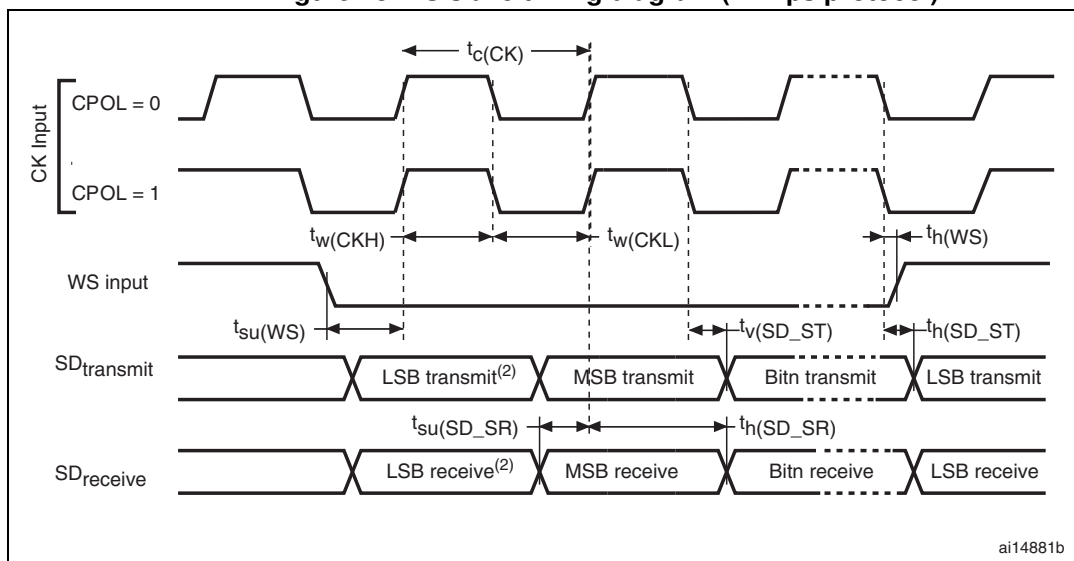 tc(CK)
CK Input
CPOL = 0
CPOL = 1
tw(CKH)
tw(CKL)
th(WS)
WS input
tsu(WS)
tv(SD_ST)
th(SD_ST)
SDtransmit
LSB transmit(2)
MSB transmit
Bitn transmit
LSB transmit
tsu(SD_SR)
th(SD_SR)
SDreceive
LSB receive(2)
MSB receive
Bitn receive
LSB receive
ai14881b